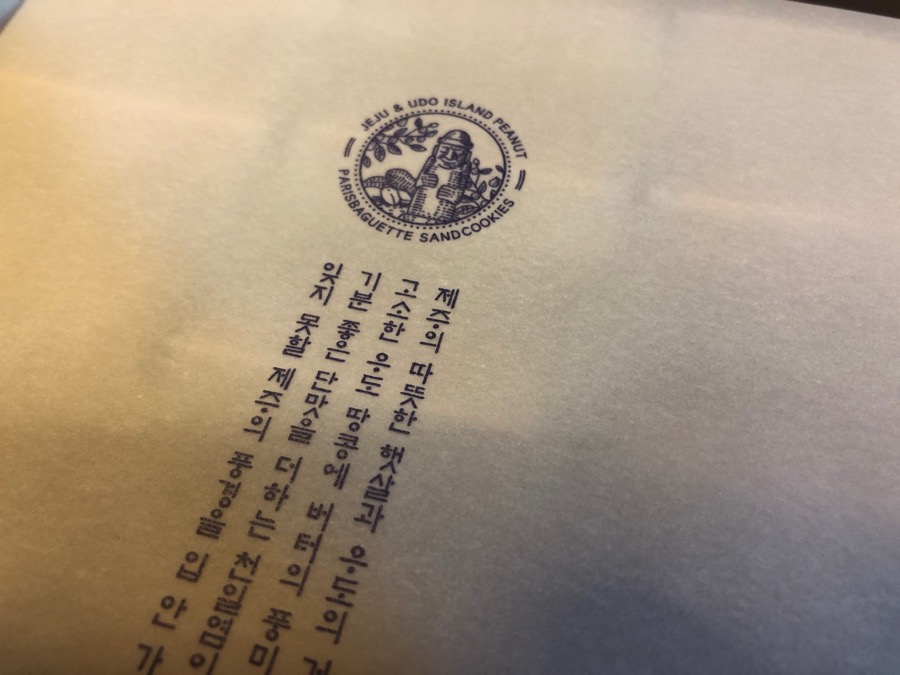 JEJU & UDO ISLAND PEANUT
PARISBAGUETTE SANDCOOKIES
제주의 따뜻한 햇살과 우도의
고소한 우도 땅콩에 버터의 풍미
기분 좋은 단맛을 더하는 천일염이
잊지 못할 제주의 풍경을 입 안 가